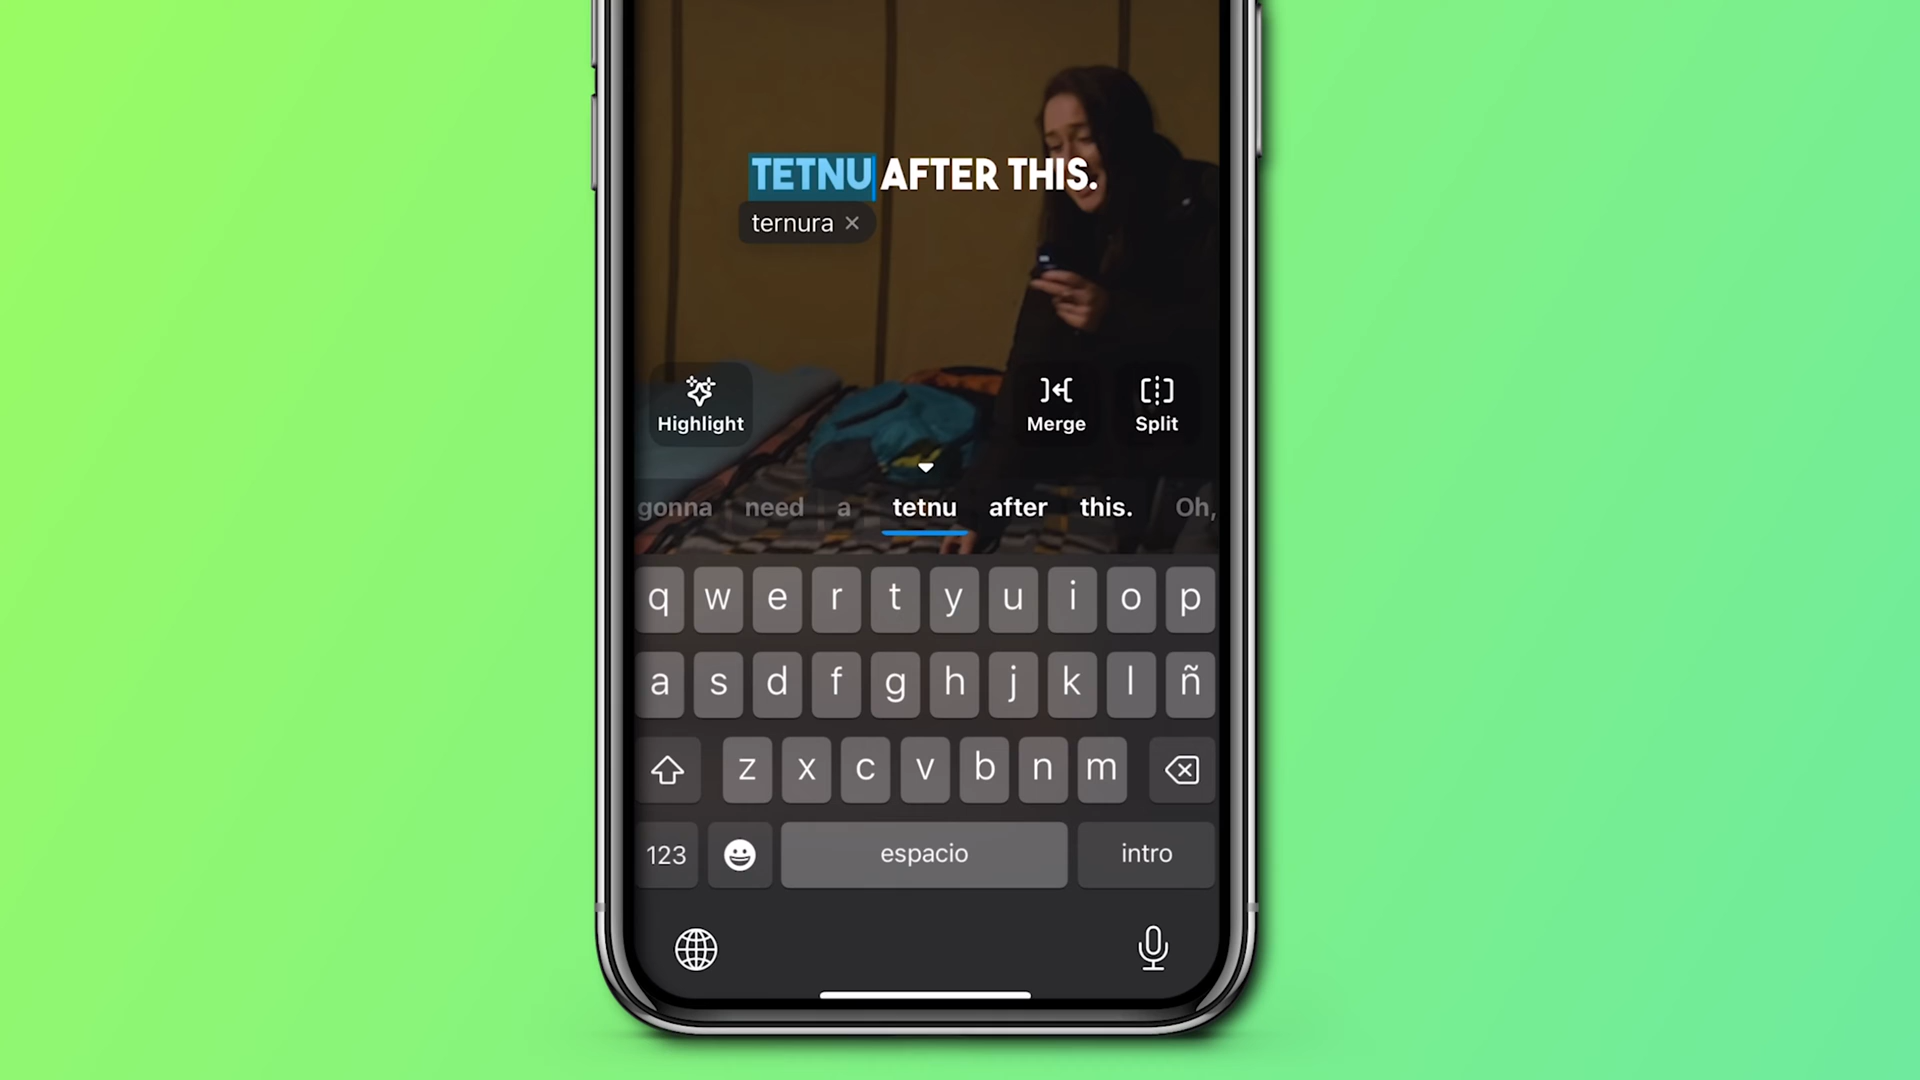 TETNU AFTER THIS.
ternura ×
Highlight Merge Split
gonna need a tetnu after this. Oh,
q w e r t y u i o p
a s d f g h j k l ñ
z x c v b n m
123 espacio intro